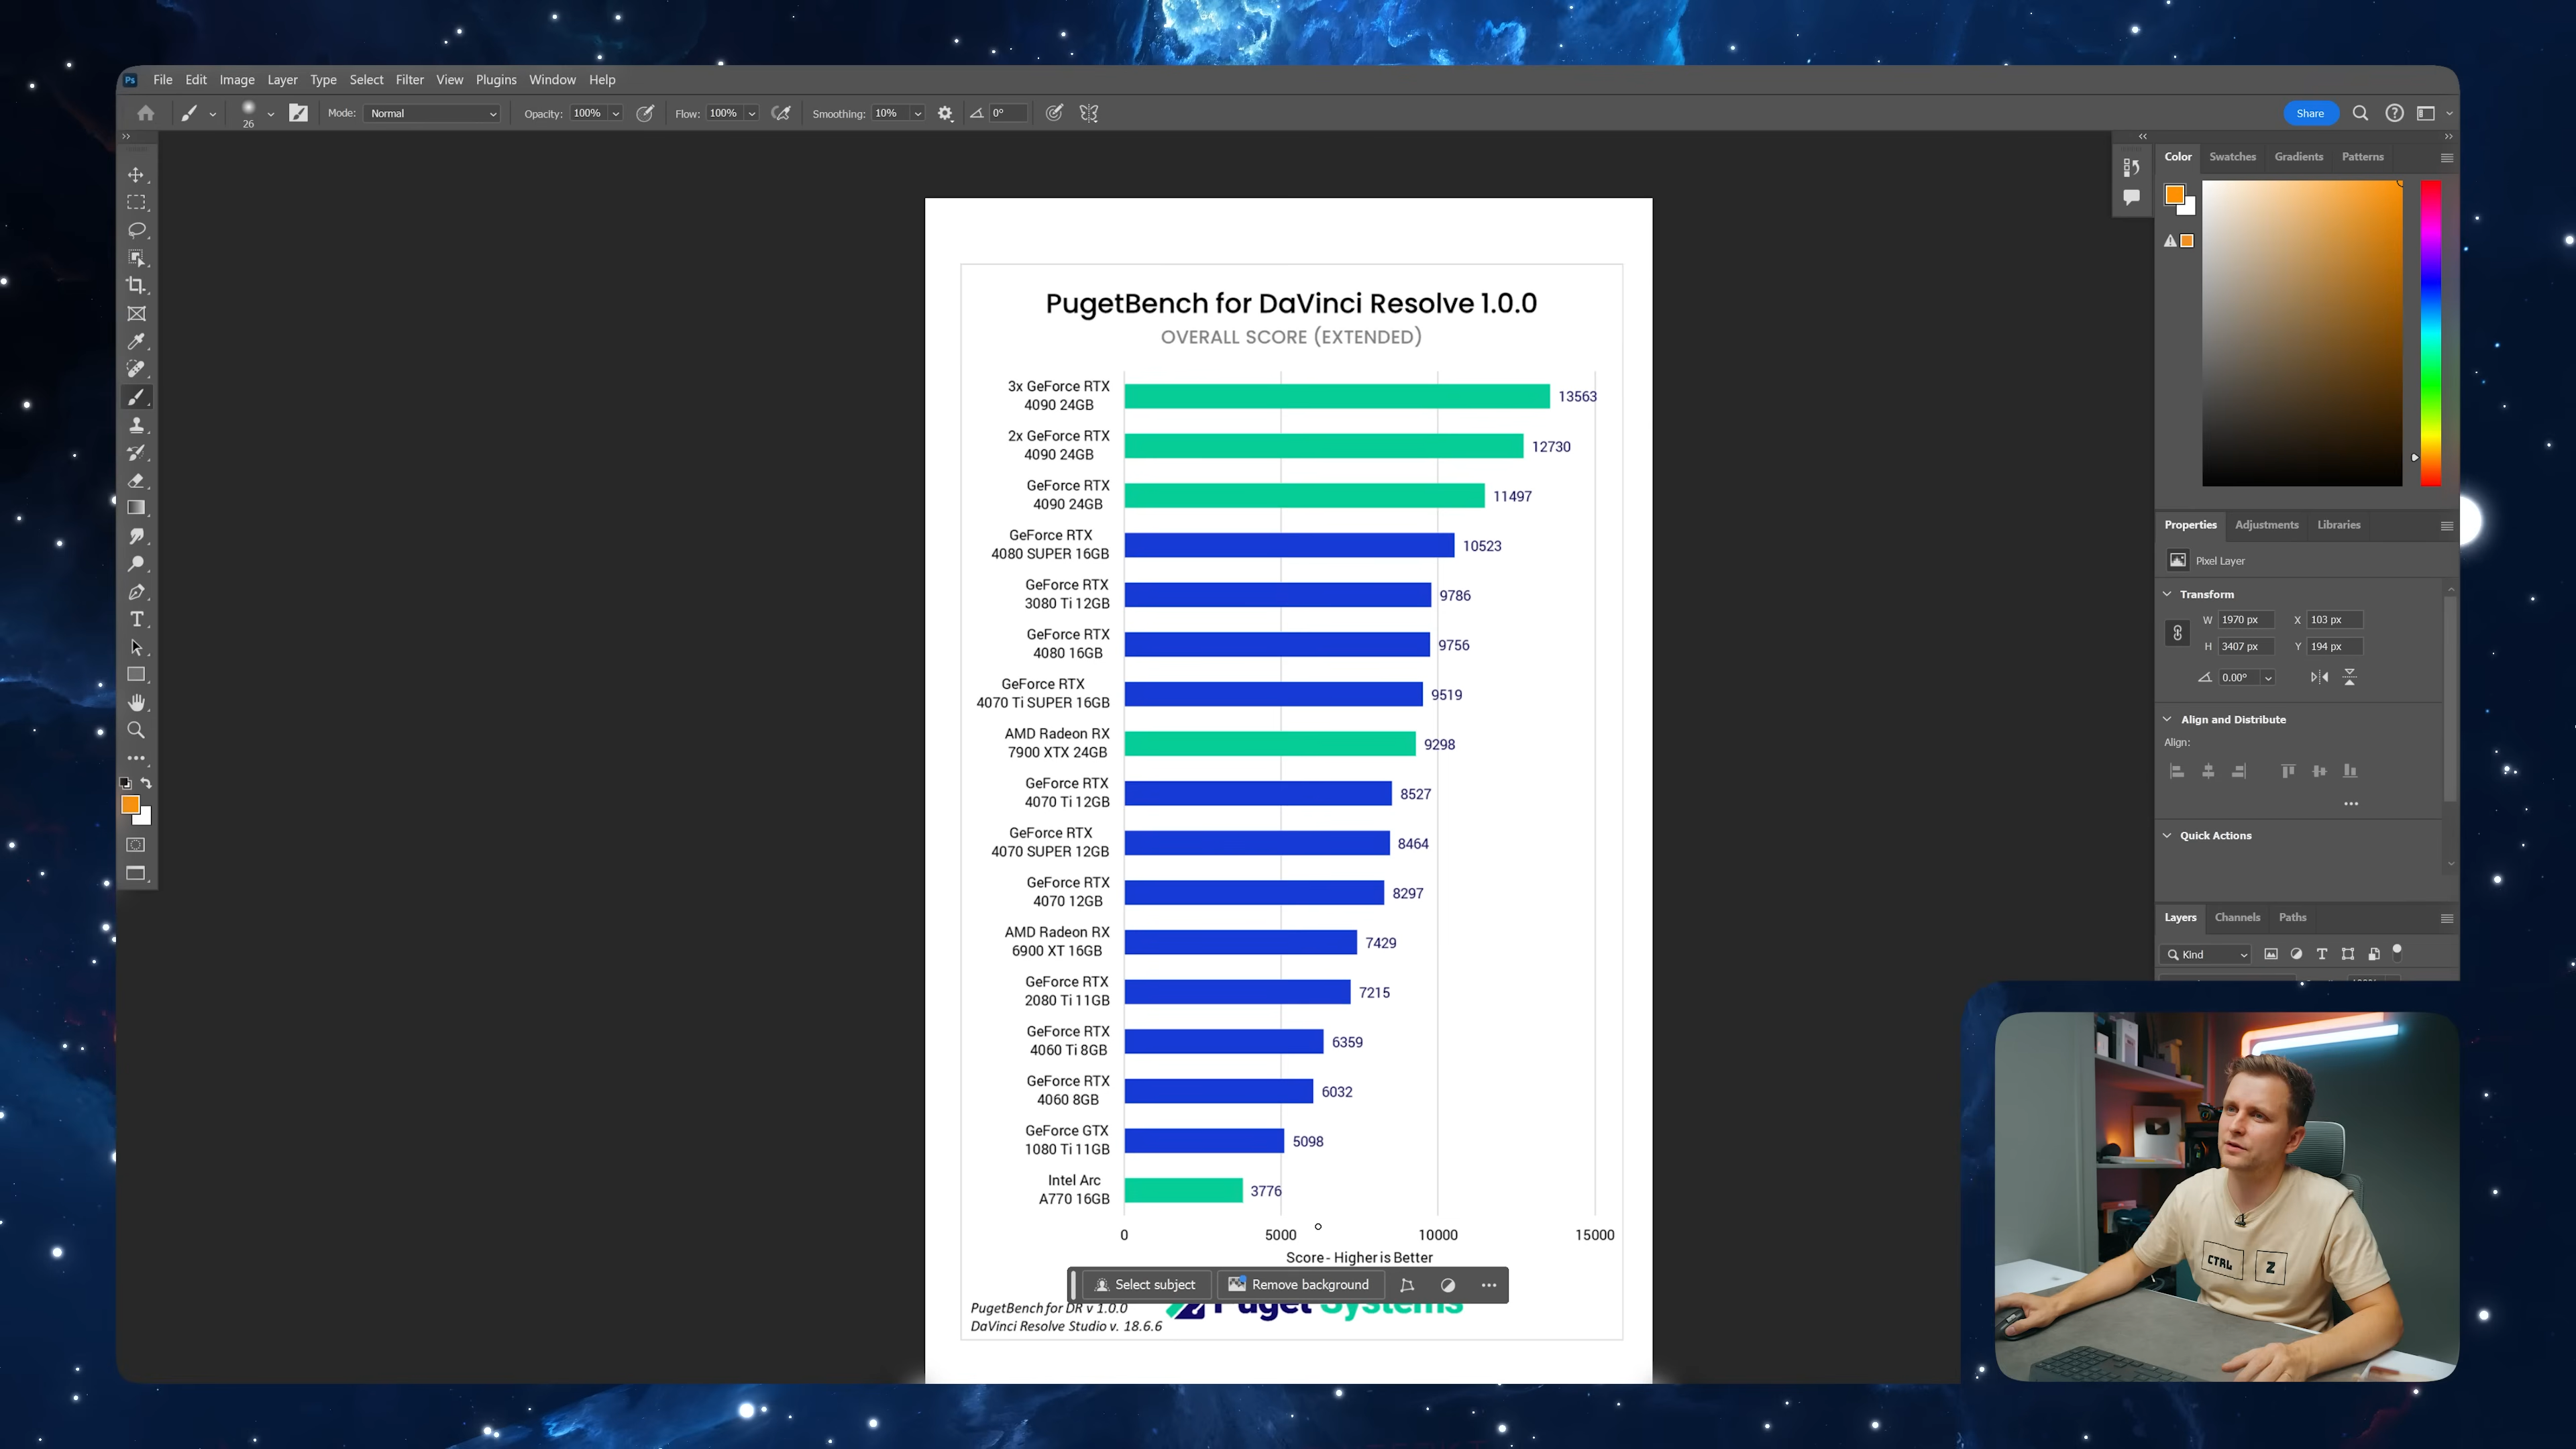 Ps File Edit Image Layer Type Select Filter View Plugins Window Help
26 Mode: Normal Opacity: 100% Flow: 100% Smoothing: 10% 0° Share
Color Swatches Gradients Patterns
PugetBench for DaVinci Resolve 1.0.0
OVERALL SCORE (EXTENDED)
3x GeForce RTX
4090 24GB
13563
2x GeForce RTX
4090 24GB
12730
GeForce RTX
4090 24GB
11497
GeForce RTX
4080 SUPER 16GB
10523
GeForce RTX
3080 Ti 12GB
9786
GeForce RTX
4080 16GB
9756
GeForce RTX
4070 Ti SUPER 16GB
9519
AMD Radeon RX
7900 XTX 24GB
9298
GeForce RTX
4070 Ti 12GB
8527
GeForce RTX
4070 SUPER 12GB
8464
GeForce RTX
4070 12GB
8297
AMD Radeon RX
6900 XT 16GB
7429
GeForce RTX
2080 Ti 11GB
7215
GeForce RTX
4060 Ti 8GB
6359
GeForce RTX
4060 8GB
6032
GeForce GTX
1080 Ti 11GB
5098
Intel Arc
A770 16GB
3776
0 5000 10000 15000
Score - Higher is Better
Select subject Remove background
Puget Systems
PugetBench for DR v 1.0.0
DaVinci Resolve Studio v. 18.6.6
Properties Adjustments Libraries
Pixel Layer
Transform
W 1970 px X 103 px
H 3407 px Y 194 px
0.00°
Align and Distribute
Align:
Quick Actions
Layers Channels Paths
Kind
CTRL Z